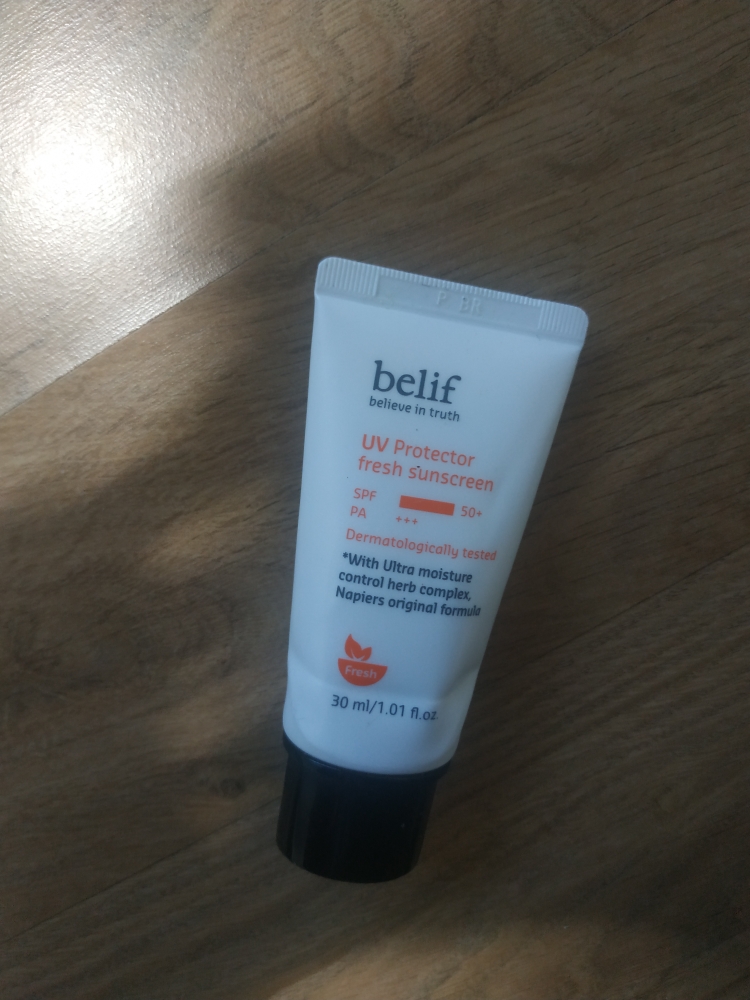 P BR
belif
believe in truth
UV Protector
fresh sunscreen
SPF 50+
PA +++
Dermatologically tested
*With Ultra moisture
control herb complex,
Napiers original formula
Fresh
30 ml/1.01 fl.oz.